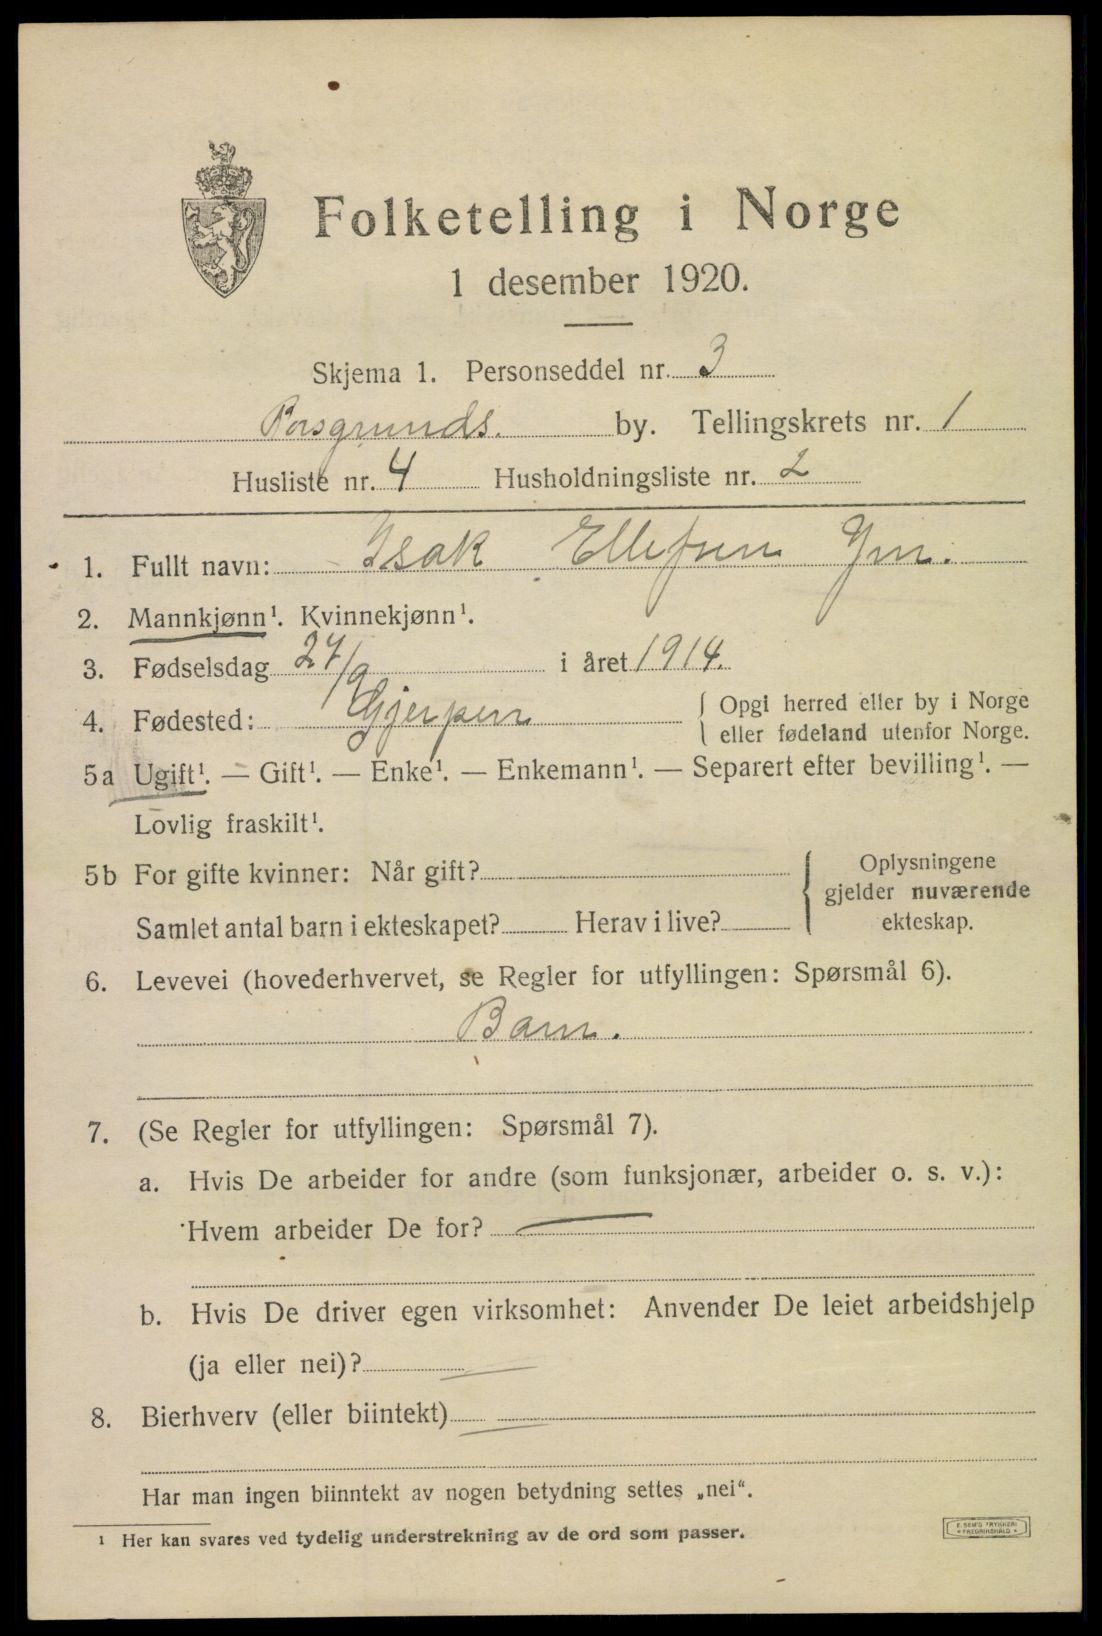 Folketelling i Norge
1 desember 1920.
Skjema 1. Personseddel nr. 3
Porsgrunds. by. Tellingskrets nr. 1
Husliste nr. 4 Husholdningsliste nr. 2
1. Fullt navn: Isak Ellefsen Jnr.
2. Mannkjønn¹. Kvinnekjønn¹.
3. Fødselsdag 27/9 i året 1914.
4. Fødested: Gjerpen { Opgi herred eller by i Norge
eller fødeland utenfor Norge.
5a Ugift¹. — Gift¹. — Enke¹. — Enkemann¹. — Separert efter bevilling¹. —
Lovlig fraskilt¹.
5b For gifte kvinner: Når gift? { Oplysningene
gjelder nuværende
Samlet antal barn i ekteskapet? Herav i live? ekteskap.
6. Levevei (hovederhvervet, se Regler for utfyllingen: Spørsmål 6).
Barn.
7. (Se Regler for utfyllingen: Spørsmål 7).
a. Hvis De arbeider for andre (som funksjonær, arbeider o. s. v.):
Hvem arbeider De for? —
b. Hvis De driver egen virksomhet: Anvender De leiet arbeidshjelp
(ja eller nei)? —
8. Bierhverv (eller biintekt) —
Har man ingen biinntekt av nogen betydning settes „nei“.
¹ Her kan svares ved tydelig understrekning av de ord som passer.
E. SEM'S TRYKKERI
FREDRIKSHALD